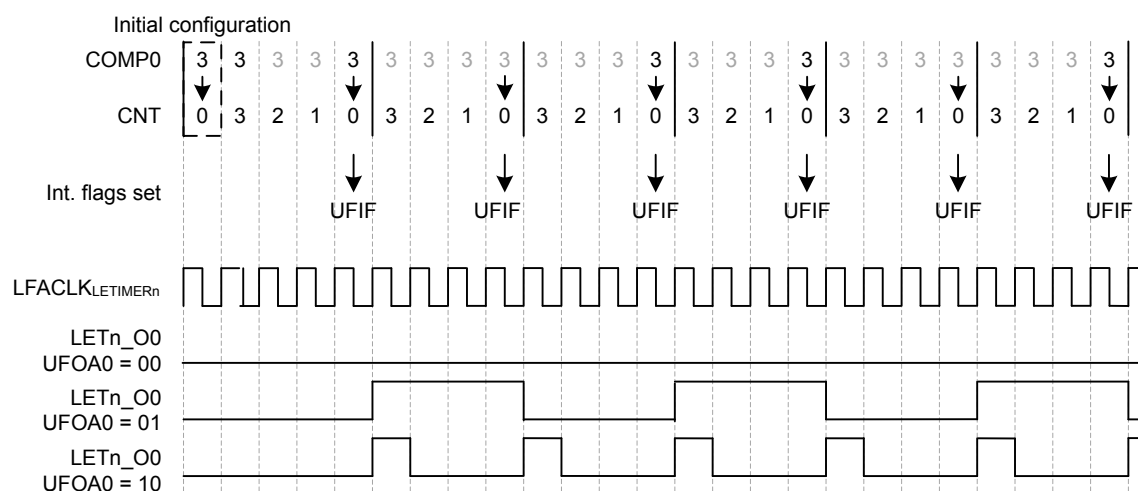 Initial configuration
COMP0 3 3 3 3 3 3 3 3 3 3 3 3 3 3 3 3 3 3 3 3 3 3 3 3 3
CNT 0 3 2 1 0 3 2 1 0 3 2 1 0 3 2 1 0 3 2 1 0 3 2 1 0
Int. flags set
UFIF UFIF UFIF UFIF UFIF UFIF
LFACLKLETIMERn
LETn_O0
UFOA0 = 00
LETn_O0
UFOA0 = 01
LETn_O0
UFOA0 = 10